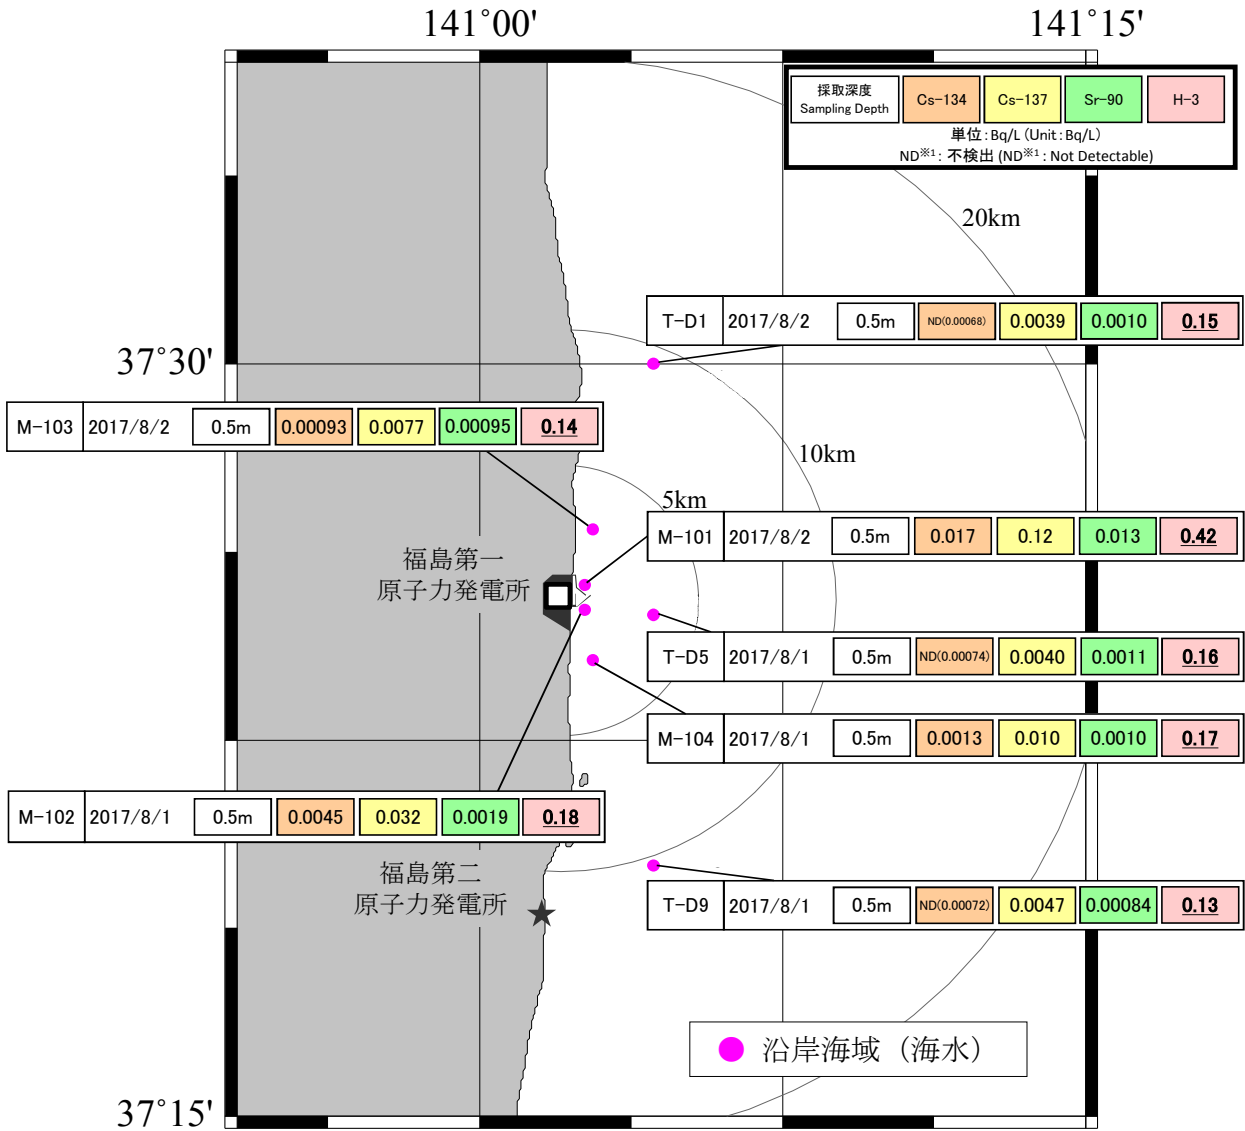 141°00'
141°15'
採取深度
Sampling Depth
Cs-134
Cs-137
Sr-90
H-3
単位:Bq/L (Unit:Bq/L)
ND※1: 不検出 (ND※1: Not Detectable)
20km
T-D1 2017/8/2 0.5m ND(0.00068) 0.0039 0.0010 0.15
37°30'
M-103 2017/8/2 0.5m 0.00093 0.0077 0.00095 0.14
10km
5km
M-101 2017/8/2 0.5m 0.017 0.12 0.013 0.42
福島第一
原子力発電所
T-D5 2017/8/1 0.5m ND(0.00074) 0.0040 0.0011 0.16
M-104 2017/8/1 0.5m 0.0013 0.010 0.0010 0.17
M-102 2017/8/1 0.5m 0.0045 0.032 0.0019 0.18
福島第二
原子力発電所
T-D9 2017/8/1 0.5m ND(0.00072) 0.0047 0.00084 0.13
沿岸海域（海水）
37°15'